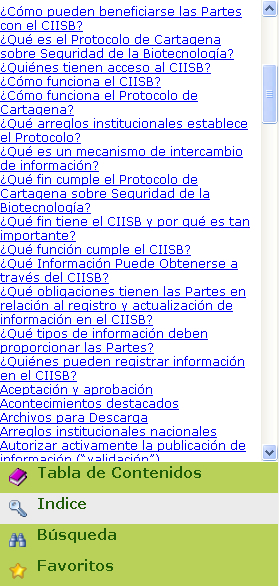 ¿Cómo pueden beneficiarse las Partes
con el CIISB?
¿Qué es el Protocolo de Cartagena
sobre Seguridad de la Biotecnología?
¿Quiénes tienen acceso al CIISB?
¿Cómo funciona el CIISB?
¿Cómo funciona el Protocolo de
Cartagena?
¿Qué arreglos institucionales establece
el Protocolo?
¿Qué es un mecanismo de intercambio
de información?
¿Qué fin cumple el Protocolo de
Cartagena sobre Seguridad de la
Biotecnología?
¿Qué fin tiene el CIISB y por qué es tan
importante?
¿Qué función cumple el CIISB?
¿Qué Información Puede Obtenerse a
través del CIISB?
¿Qué obligaciones tienen las Partes en
relación al registro y actualización de
información en el CIISB?
¿Qué tipos de información deben
proporcionar las Partes?
¿Quiénes pueden registrar información
en el CIISB?
Aceptación y aprobación
Acontecimientos destacados
Archivos para Descarga
Arreglos institucionales nacionales
Autorizar activamente la publicación de
información ("validación")
Tabla de Contenidos
Indice
Búsqueda
Favoritos